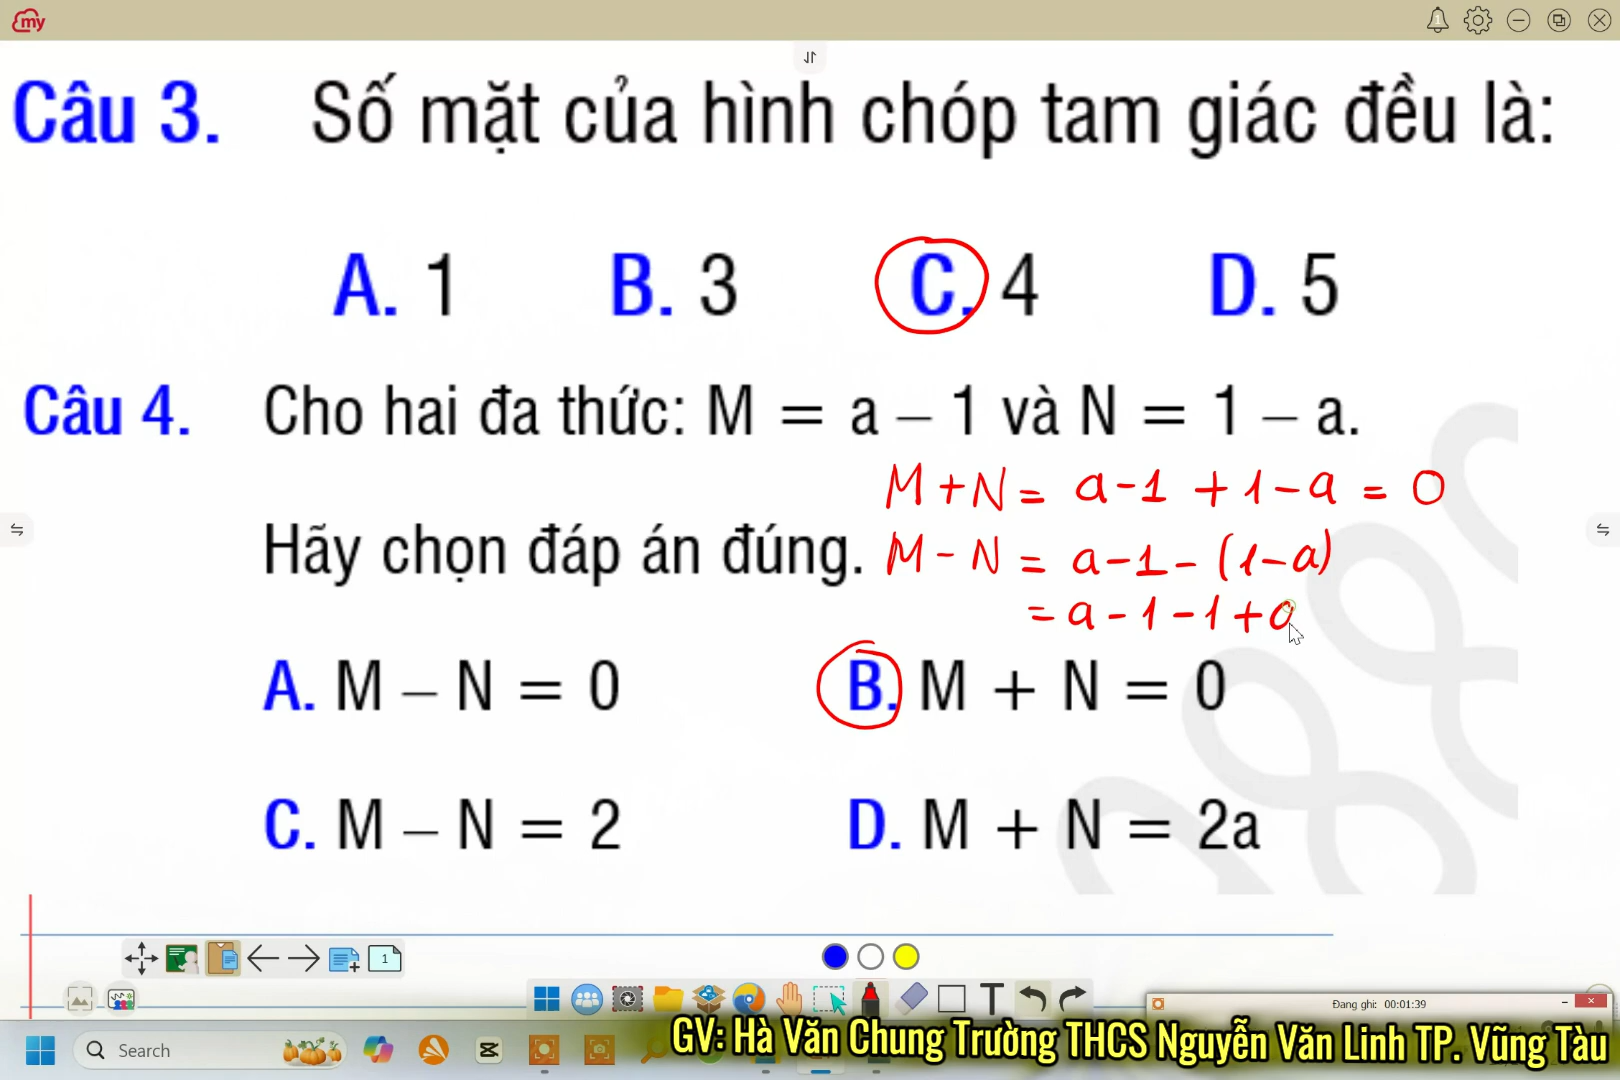 my
Câu 3. Số mặt của hình chóp tam giác đều là:
A. 1 B. 3 C. 4 D. 5
Câu 4. Cho hai đa thức: M = a – 1 và N = 1 – a.
M + N = a - 1 + 1 - a = 0
Hãy chọn đáp án đúng.
M - N = a - 1 - (1 - a)
= a - 1 - 1 + a
A. M – N = 0 B. M + N = 0
C. M – N = 2 D. M + N = 2a
1
T
Đang ghi: 00:01:39
Search
GV: Hà Văn Chung Trường THCS Nguyễn Văn Linh TP. Vũng Tàu